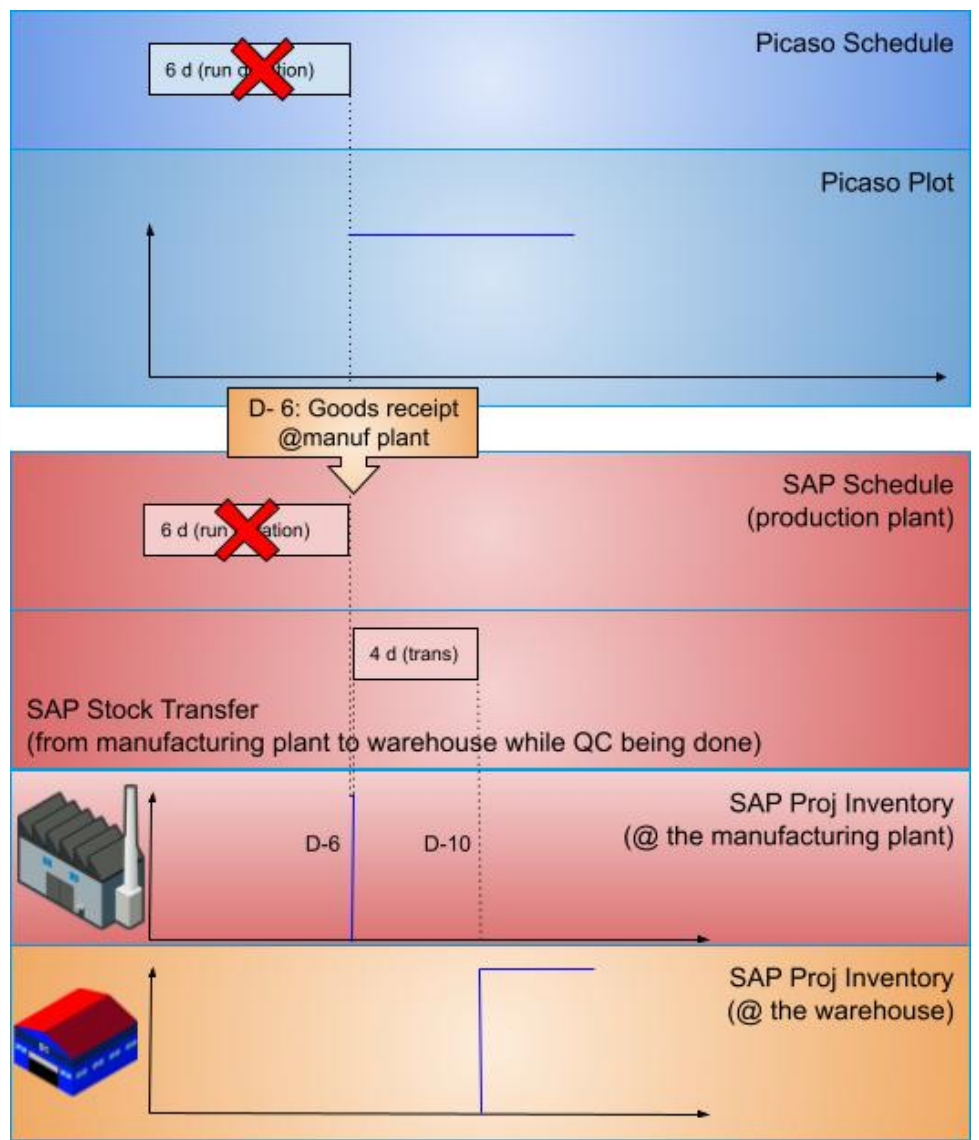 Picaso Schedule
6 d (run
Picaso Plot
D- 6: Goods receipt
@manuf plant
SAP Schedule
(production plant)
6 d (run
4 d (trans)
SAP Stock Transfer
(from manufacturing plant to warehouse while QC being done)
SAP Proj Inventory
(@ the manufacturing plant)
D-6
D-10
SAP Proj Inventory
(@ the warehouse)